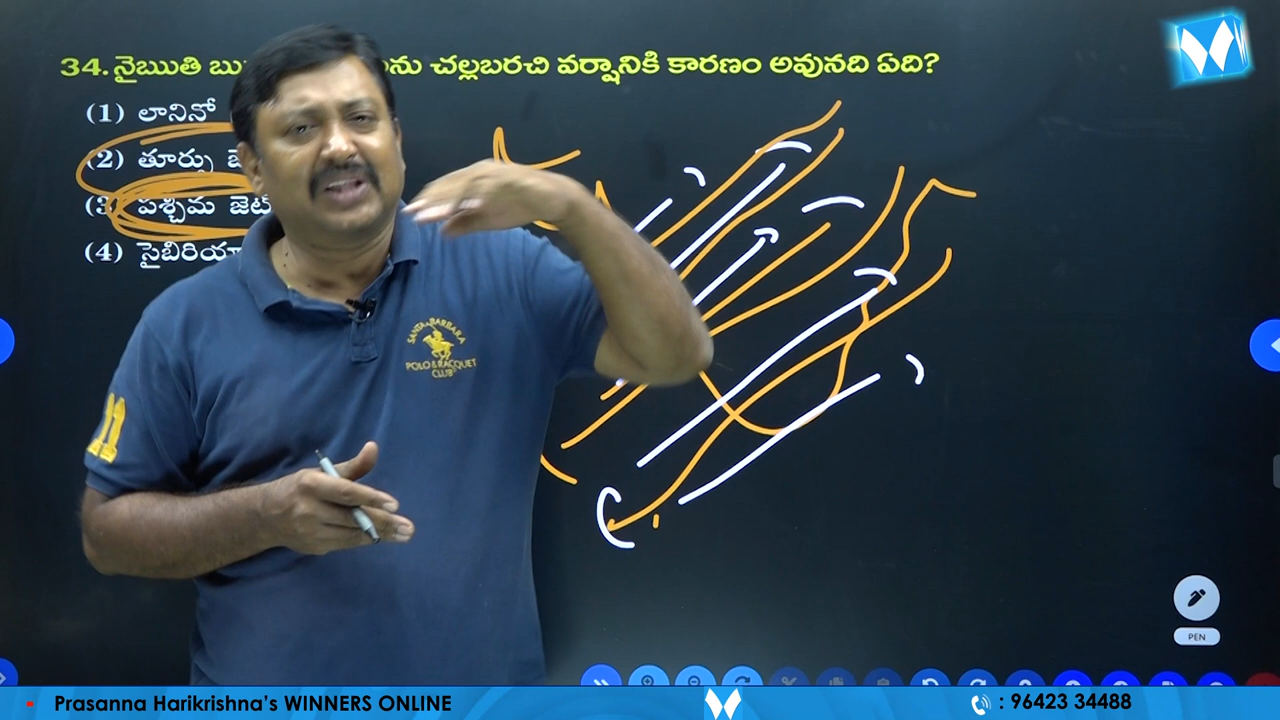 34. నైఋతి ను చల్లబరచి వర్షానికి కారణం అవునది ఏది?
(1) లానినో
(2) తూర్పు
(3) పశ్చిమ జెట్
(4) సైబీరియా
SANTA BARBARA
POLO & RACQUET
CLUB
PEN
Prasanna Harikrishna's WINNERS ONLINE
: 96423 34488